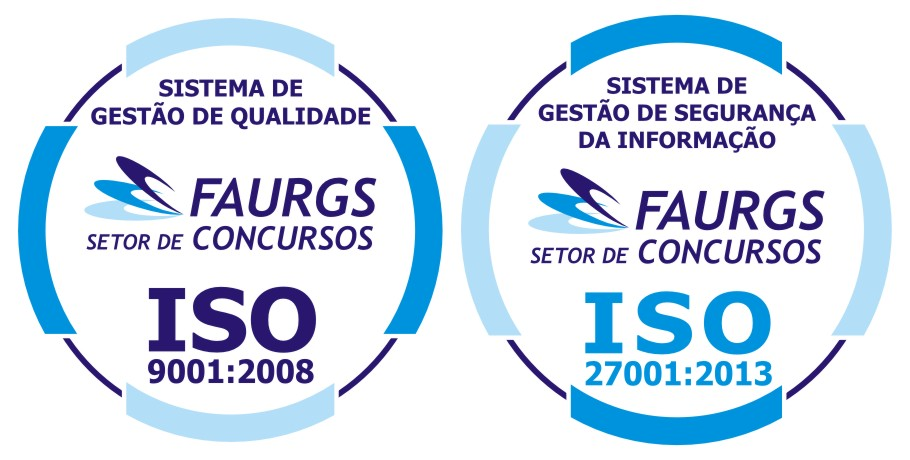 SISTEMA DE
GESTÃO DE QUALIDADE
FAURGS
SETOR DE CONCURSOS
ISO
9001:2008
SISTEMA DE
GESTÃO DE SEGURANÇA
DA INFORMAÇÃO
FAURGS
SETOR DE CONCURSOS
ISO
27001:2013